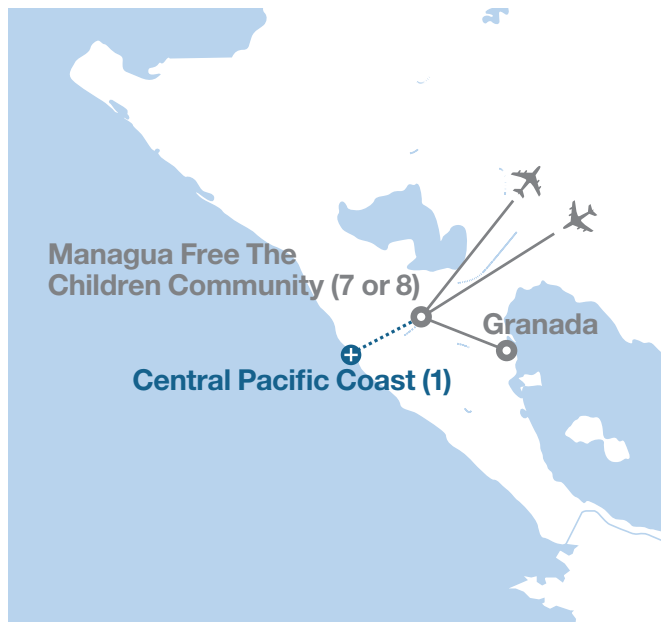 Managua Free The
Children Community (7 or 8)
Granada
Central Pacific Coast (1)